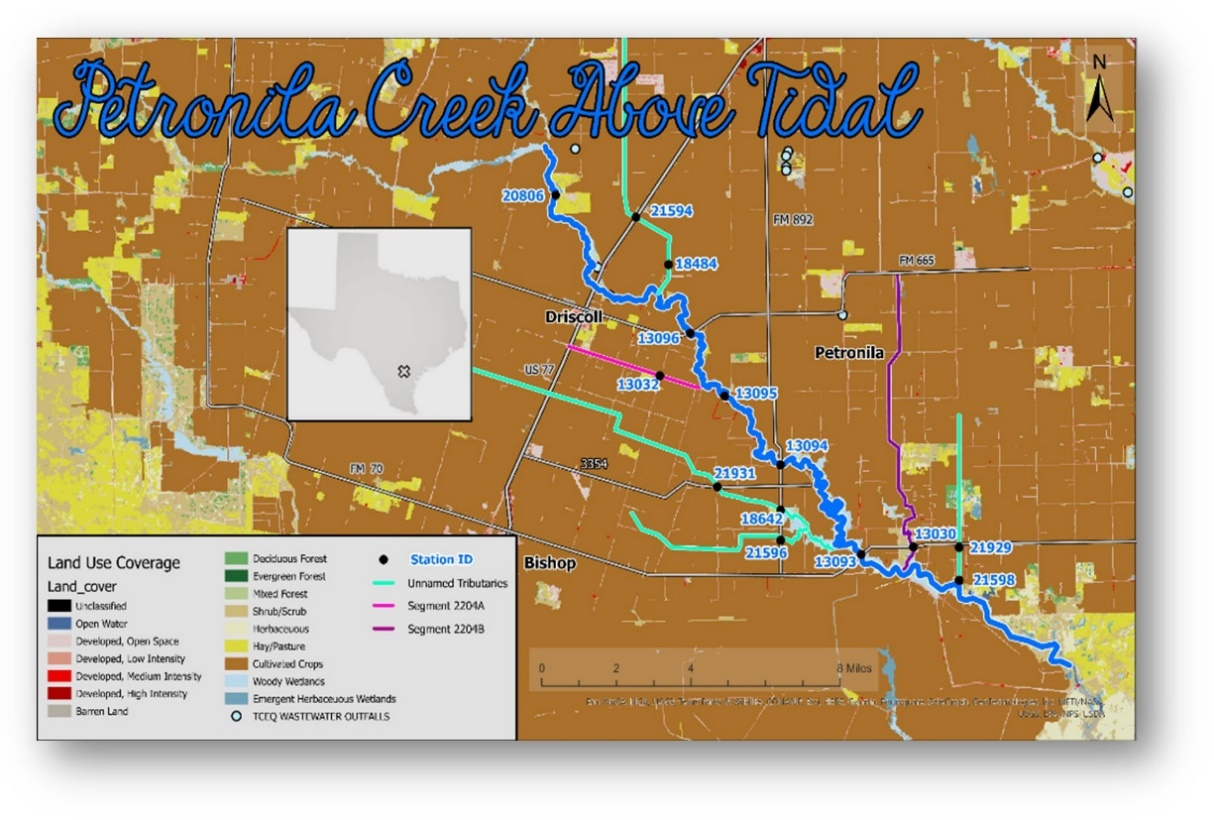 Petronila Creek Above Tidal
N
20806
21594
FM 892
18484
FM 665
Driscoll
13096
Petronila
US 77
13032
13095
13094
3354
FM 70
21931
18642
21596
13093
13030
21929
Bishop
21598
Land Use Coverage
Land_cover
Unclassified
Open Water
Developed, Open Space
Developed, Low Intensity
Developed, Medium Intensity
Developed, High Intensity
Barren Land
Deciduous Forest
Evergreen Forest
Mixed Forest
Shrub/Scrub
Herbaceuous
Hay/Pasture
Cultivated Crops
Woody Wetlands
Emergent Herbaceuous Wetlands
TCEQ WASTEWATER OUTFALLS
Station ID
Unnamed Tributaries
Segment 2204A
Segment 2204B
0 2 4 8 Miles